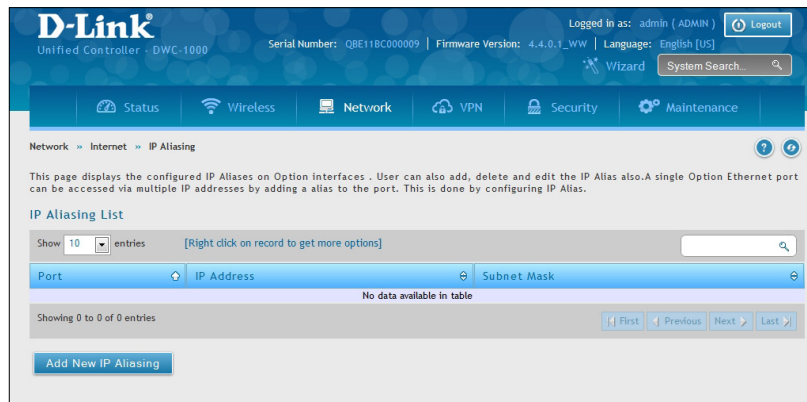 D-Link
Unified Controller - DWC-1000
Logged in as: admin ( ADMIN ) Logout
Serial Number: QBE11BC000009 | Firmware Version: 4.4.0.1_WW | Language: English [US]
Wizard System Search...
Status Wireless Network VPN Security Maintenance
Network » Internet » IP Aliasing
This page displays the configured IP Aliases on Option interfaces . User can also add, delete and edit the IP Alias also.A single Option Ethernet port
can be accessed via multiple IP addresses by adding a alias to the port. This is done by configuring IP Alias.
IP Aliasing List
Show 10 entries [Right click on record to get more options]
Port IP Address Subnet Mask
No data available in table
Showing 0 to 0 of 0 entries First Previous Next Last
Add New IP Aliasing